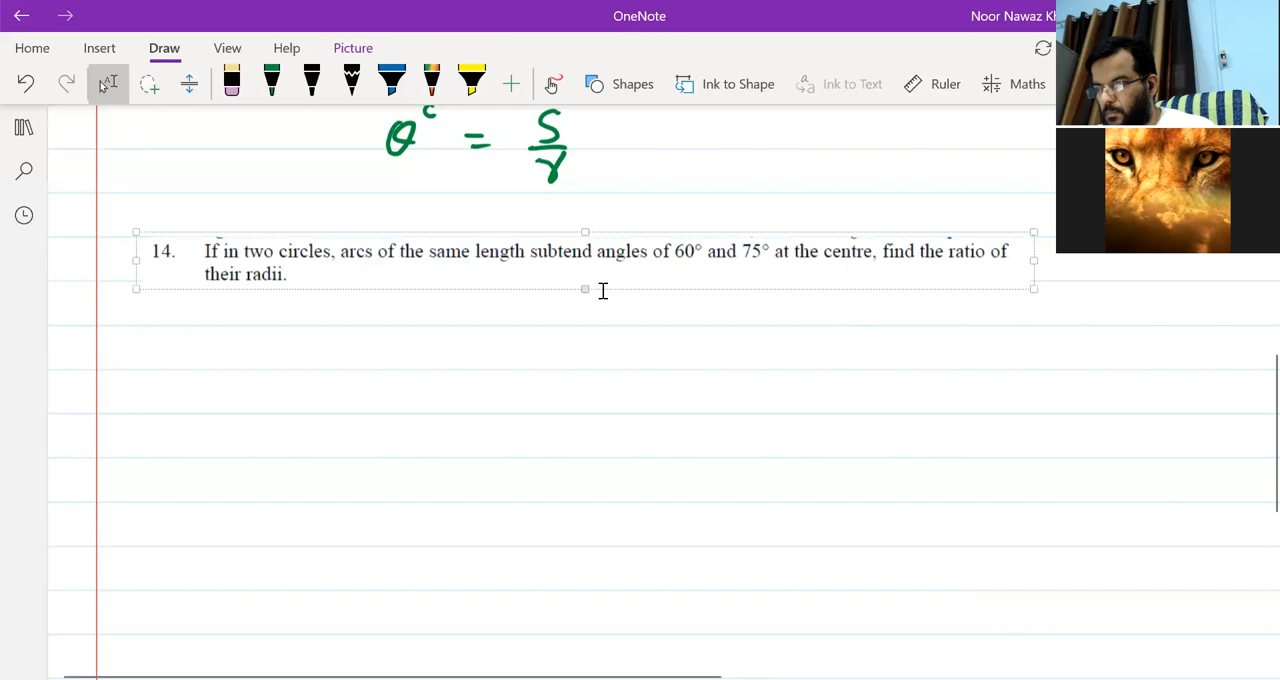 OneNote
Noor Nawaz Kh
Home Insert Draw View Help Picture
Shapes Ink to Shape Ink to Text Ruler Maths
θᶜ = S/r
14. If in two circles, arcs of the same length subtend angles of 60° and 75° at the centre, find the ratio of
their radii.